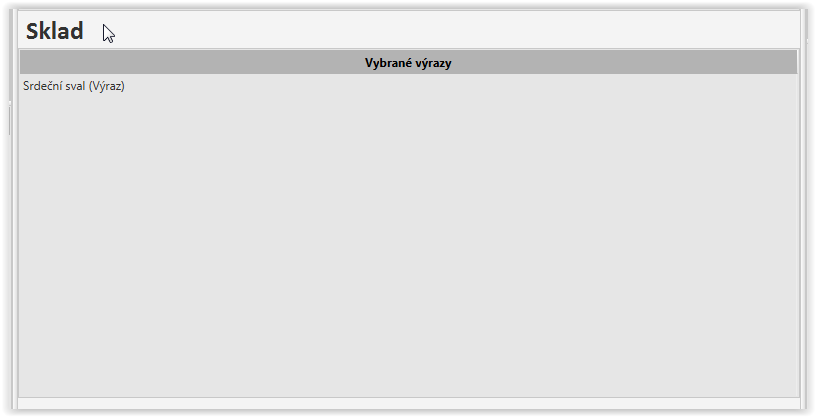 Sklad
Vybrané výrazy
Srdeční sval (Výraz)